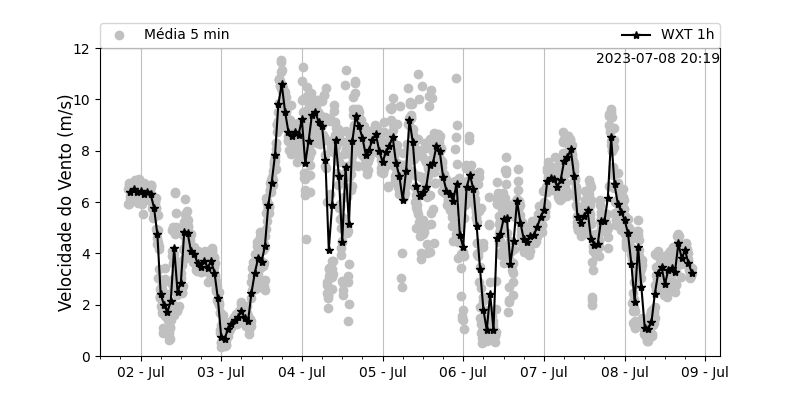 Média 5 min
WXT 1h
2023-07-08 20:19
Velocidade do Vento (m/s)
12
10
8
6
4
2
0
02 - Jul 03 - Jul 04 - Jul 05 - Jul 06 - Jul 07 - Jul 08 - Jul 09 - Jul